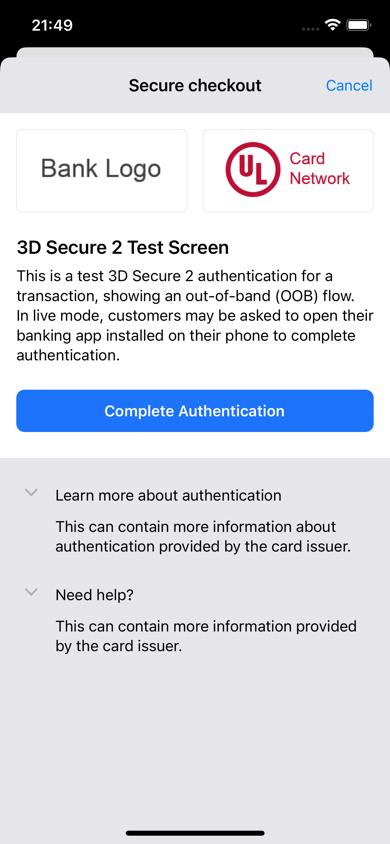 21:49
Secure checkout
Cancel
Bank Logo
UL
Card
Network
3D Secure 2 Test Screen
This is a test 3D Secure 2 authentication for a
transaction, showing an out-of-band (OOB) flow.
In live mode, customers may be asked to open their
banking app installed on their phone to complete
authentication.
Complete Authentication
Learn more about authentication
This can contain more information about
authentication provided by the card issuer.
Need help?
This can contain more information provided
by the card issuer.